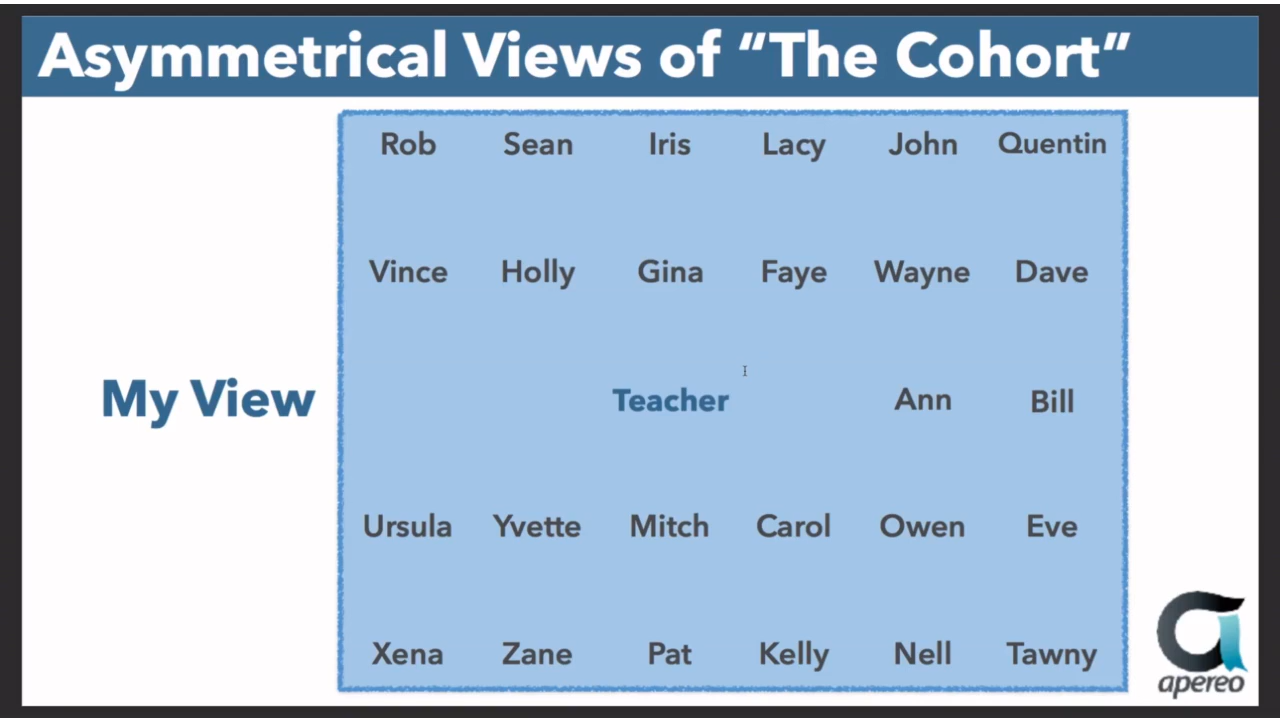 Asymmetrical Views of “The Cohort”
Rob Sean Iris Lacy John Quentin
Vince Holly Gina Faye Wayne Dave
My View Teacher Ann Bill
Ursula Yvette Mitch Carol Owen Eve
Xena Zane Pat Kelly Nell Tawny
apereo